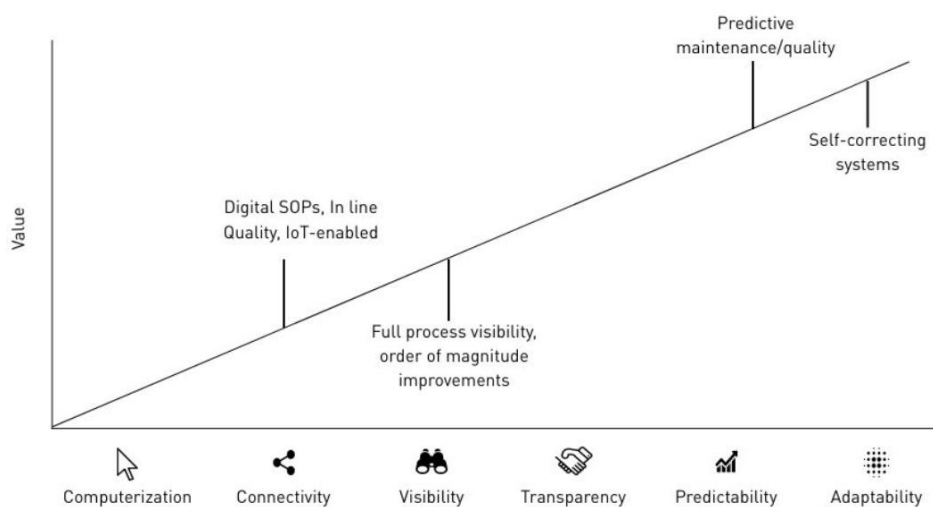 Predictive
maintenance/quality
Self-correcting
systems
Digital SOPs, In line
Quality, IoT-enabled
Value
Full process visibility,
order of magnitude
improvements
Computerization
Connectivity
Visibility
Transparency
Predictability
Adaptability